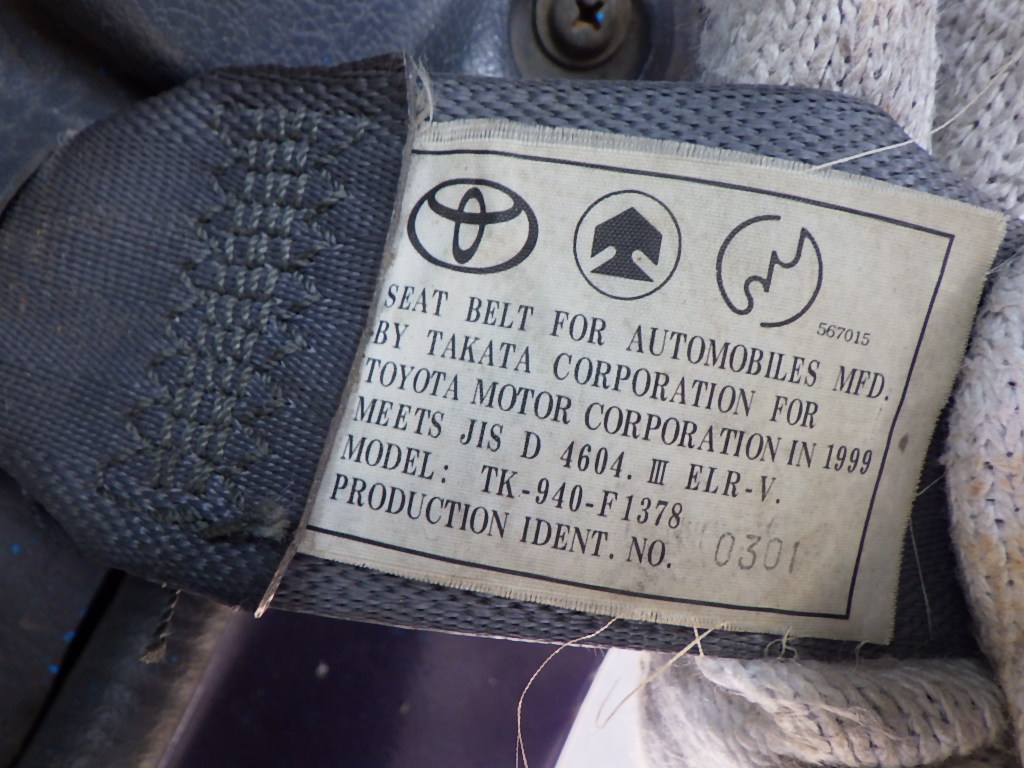 567015
SEAT BELT FOR AUTOMOBILES MFD.
BY TAKATA CORPORATION FOR
TOYOTA MOTOR CORPORATION IN 1999
MEETS JIS D 4604. Ⅲ ELR-V.
MODEL: TK-940-F1378
PRODUCTION IDENT. NO. 0301